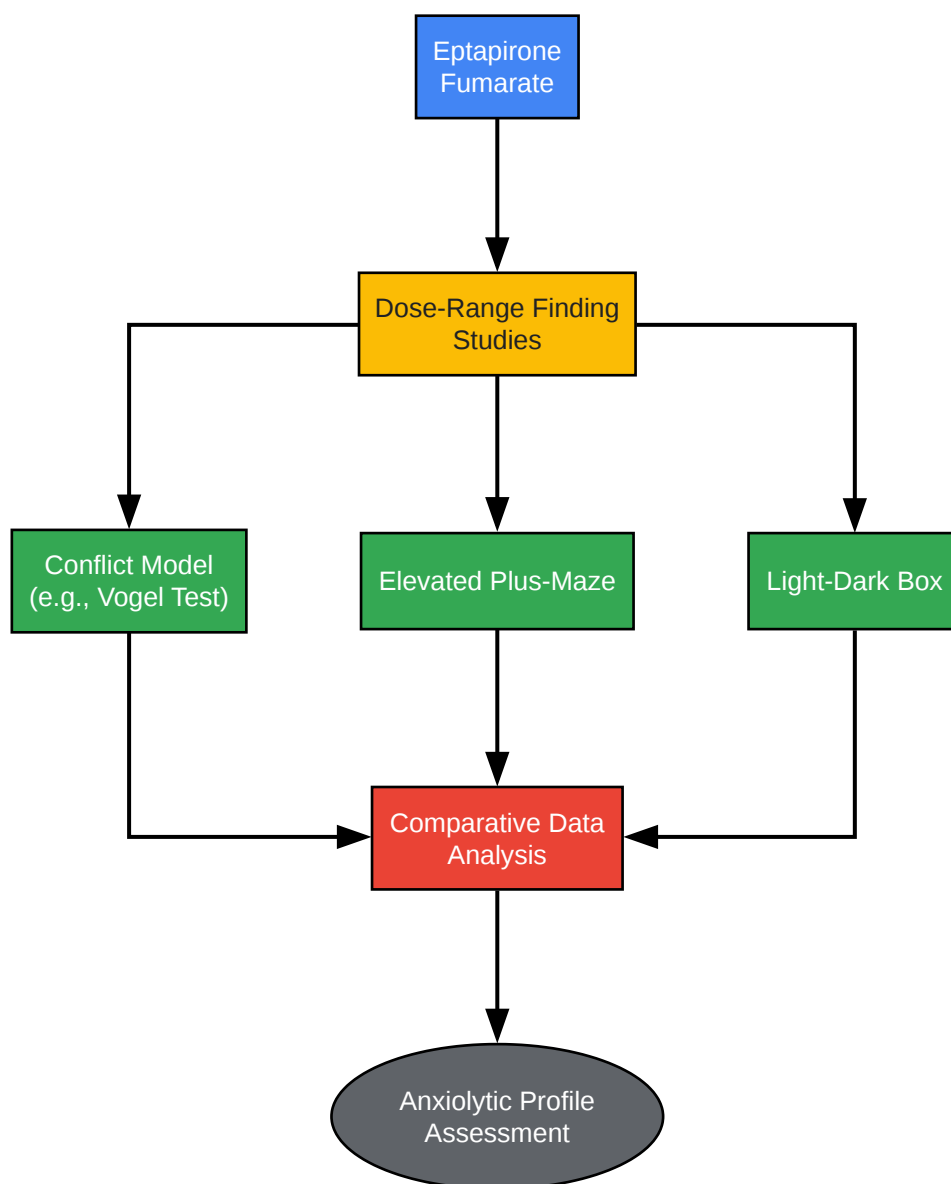 Eptapirone
Fumarate
Dose-Range Finding
Studies
Conflict Model
(e.g., Vogel Test)
Elevated Plus-Maze
Light-Dark Box
Comparative Data
Analysis
Anxiolytic Profile
Assessment